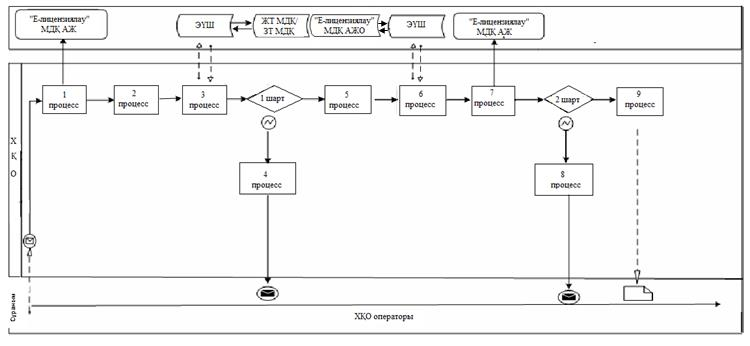 "Е-лицензиялау"
МДҚ АЖ
ЭҮШ
ЖТ МДҚ/
ЗТ МДҚ
"Е-лицензиялау"
МДҚ АЖО
ЭҮШ
"Е-лицензиялау"
МДҚ АЖ
1
процесс
2
процесс
3
процесс
1 шарт
5
процесс
6
процесс
7
процесс
2 шарт
9
процесс
4
процесс
8
процесс
Х
Қ
О
ХҚО операторы